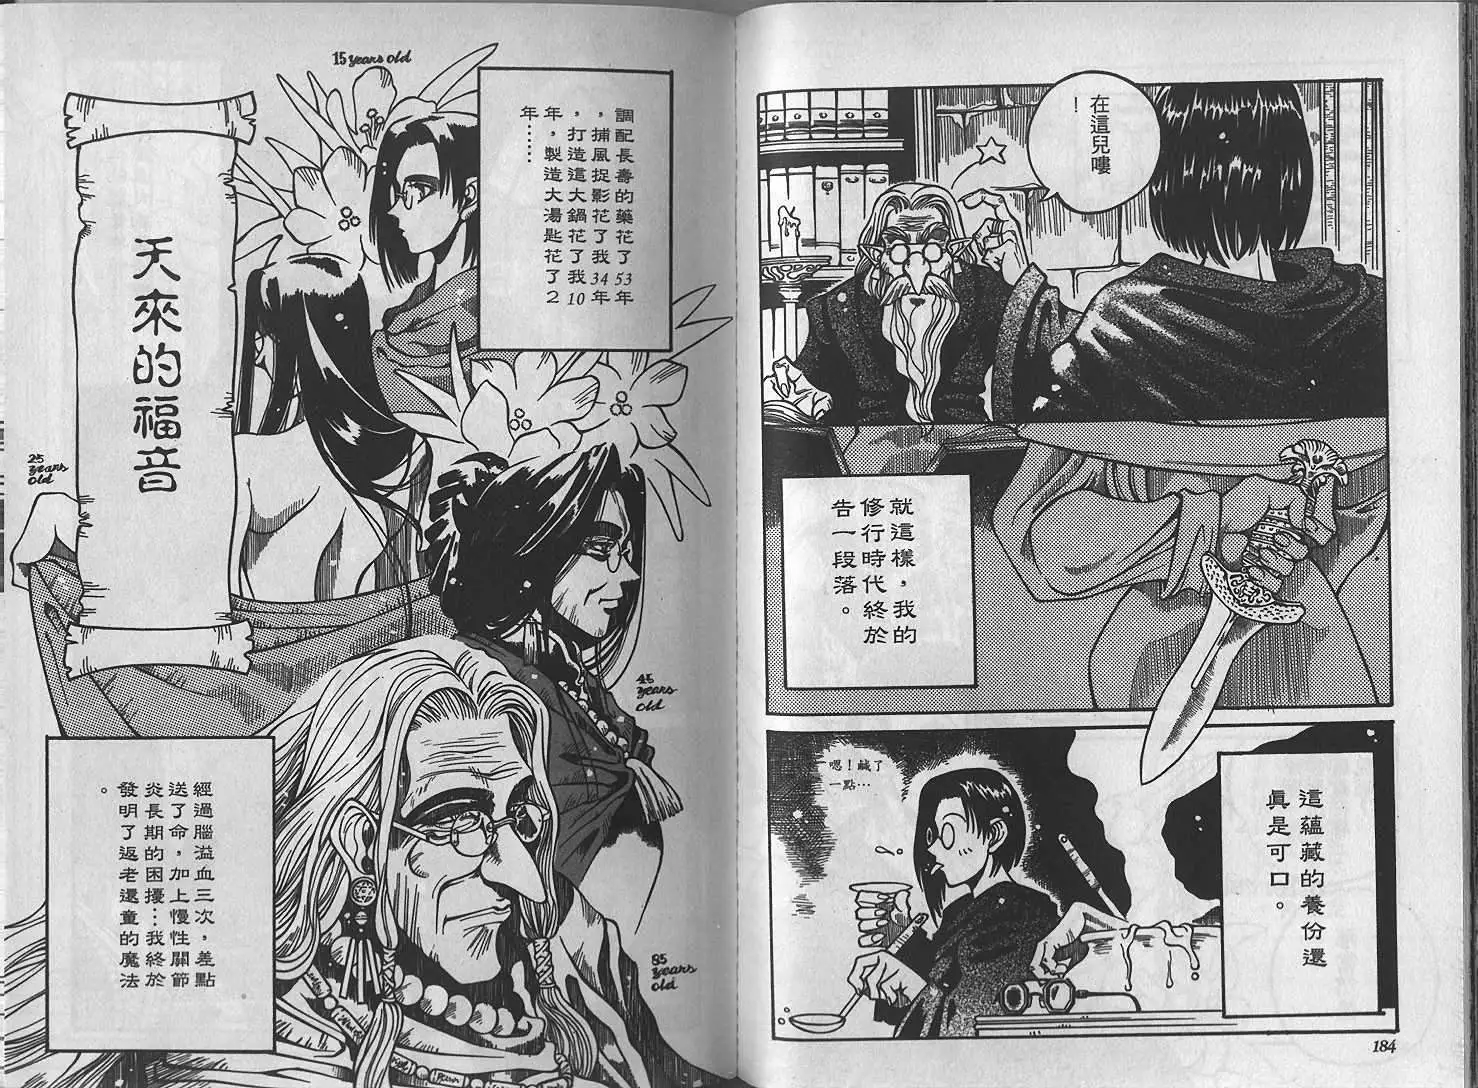 在這兒嘍
！
就這樣，我的
修行時代終於
告一段落。
這蘊藏的養份還
真是可口。
嗯！鹹了
一點…
184
調配長壽的藥花了53年
，捕風捉影花了我34年
，打造這大鍋花了我10
年，製造大湯匙花了2
年……
15 years old
天來的福音
25
years
old
45
years
old
85
years
old
經過腦溢血三次，差點
送了命，加上慢性關節
炎長期的困擾…我終於
發明了返老還童的魔法
。